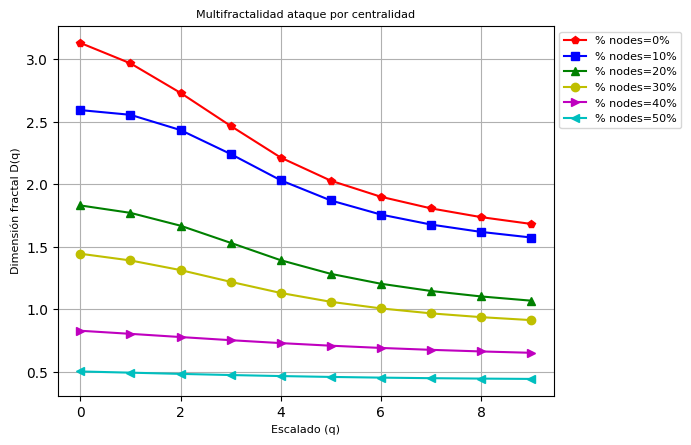 Multifractalidad ataque por centralidad
Dimensión fractal D(q)
3.0
2.5
2.0
1.5
1.0
0.5
0 2 4 6 8
Escalado (q)
% nodes=0%
% nodes=10%
% nodes=20%
% nodes=30%
% nodes=40%
% nodes=50%